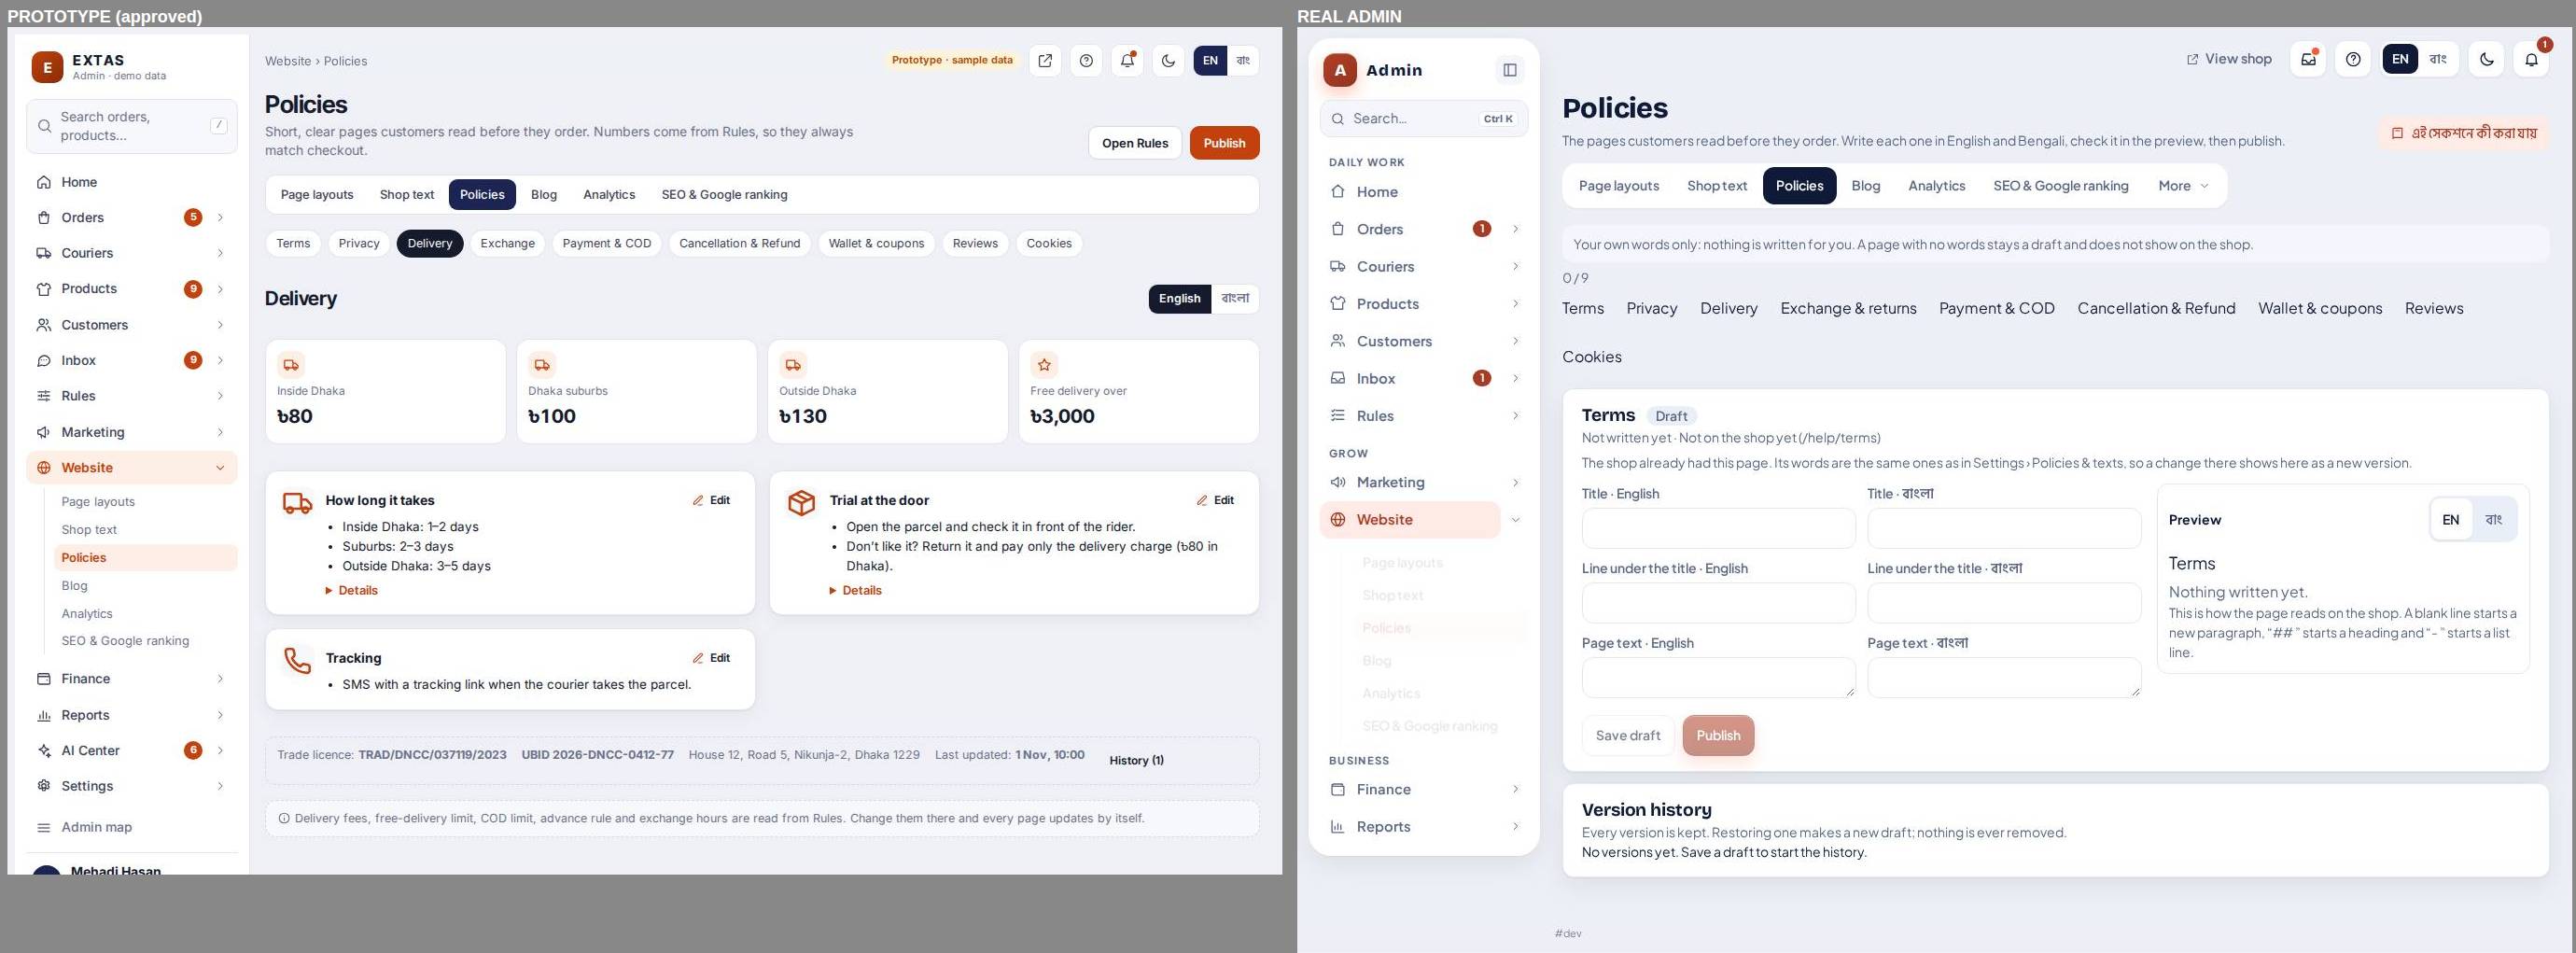 PROTOTYPE (approved)
E
EXTAS
Admin · demo data
Search orders,
products...
/
Home
Orders 5
Couriers
Products 9
Customers
Inbox 9
Rules
Marketing
Website
Page layouts
Shop text
Policies
Blog
Analytics
SEO & Google ranking
Finance
Reports
AI Center 6
Settings
Admin map
Mehadi Hasan
Website › Policies
Prototype · sample data
EN বাং
Policies
Short, clear pages customers read before they order. Numbers come from Rules, so they always
match checkout.
Open Rules
Publish
Page layouts Shop text Policies Blog Analytics SEO & Google ranking
Terms Privacy Delivery Exchange Payment & COD Cancellation & Refund Wallet & coupons Reviews Cookies
Delivery
English বাংলা
Inside Dhaka
৳80
Dhaka suburbs
৳100
Outside Dhaka
৳130
Free delivery over
৳3,000
How long it takes
Edit
• Inside Dhaka: 1–2 days
• Suburbs: 2–3 days
• Outside Dhaka: 3–5 days
Details
Trial at the door
Edit
• Open the parcel and check it in front of the rider.
• Don't like it? Return it and pay only the delivery charge (৳80 in
Dhaka).
Details
Tracking
Edit
• SMS with a tracking link when the courier takes the parcel.
Trade licence: TRAD/DNCC/037119/2023 UBID 2026-DNCC-0412-77 House 12, Road 5, Nikunja-2, Dhaka 1229 Last updated: 1 Nov, 10:00 History (1)
Delivery fees, free-delivery limit, COD limit, advance rule and exchange hours are read from Rules. Change them there and every page updates by itself.
REAL ADMIN
A
Admin
Search...
Ctrl K
DAILY WORK
Home
Orders 1
Couriers
Products
Customers
Inbox 1
Rules
GROW
Marketing
Website
Page layouts
Shop text
Policies
Blog
Analytics
SEO & Google ranking
BUSINESS
Finance
Reports
View shop
EN বাং
1
Policies
The pages customers read before they order. Write each one in English and Bengali, check it in the preview, then publish.
এই সেকশনে কী করা যায়
Page layouts Shop text Policies Blog Analytics SEO & Google ranking More
Your own words only: nothing is written for you. A page with no words stays a draft and does not show on the shop.
0 / 9
Terms Privacy Delivery Exchange & returns Payment & COD Cancellation & Refund Wallet & coupons Reviews
Cookies
Terms Draft
Not written yet · Not on the shop yet (/help/terms)
The shop already had this page. Its words are the same ones as in Settings › Policies & texts, so a change there shows here as a new version.
Title · English
Title · বাংলা
Line under the title · English
Line under the title · বাংলা
Page text · English
Page text · বাংলা
Save draft
Publish
Preview
EN বাং
Terms
Nothing written yet.
This is how the page reads on the shop. A blank line starts a
new paragraph, “## ” starts a heading and “- ” starts a list
line.
Version history
Every version is kept. Restoring one makes a new draft; nothing is ever removed.
No versions yet. Save a draft to start the history.
#dev